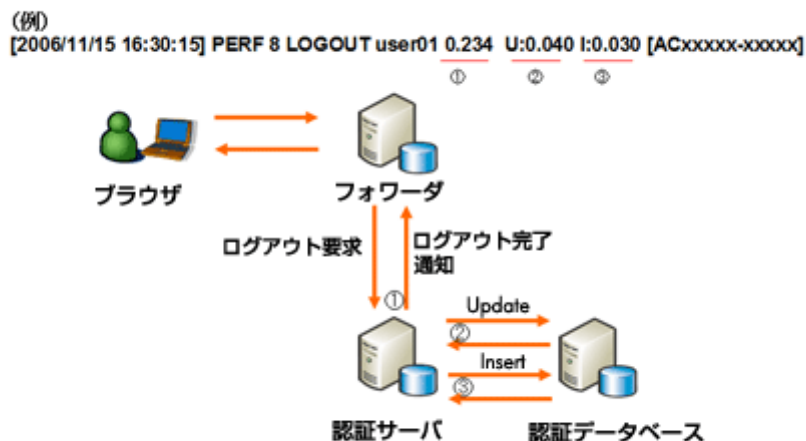 (例)
[2006/11/15 16:30:15] PERF 8 LOGOUT user01 0.234 U:0.040 I:0.030 [ACxxxxx-xxxxx]
① ② ③
ブラウザ
フォワーダ
ログアウト要求
ログアウト完了
通知
①
Update
②
Insert
③
認証サーバ
認証データベース